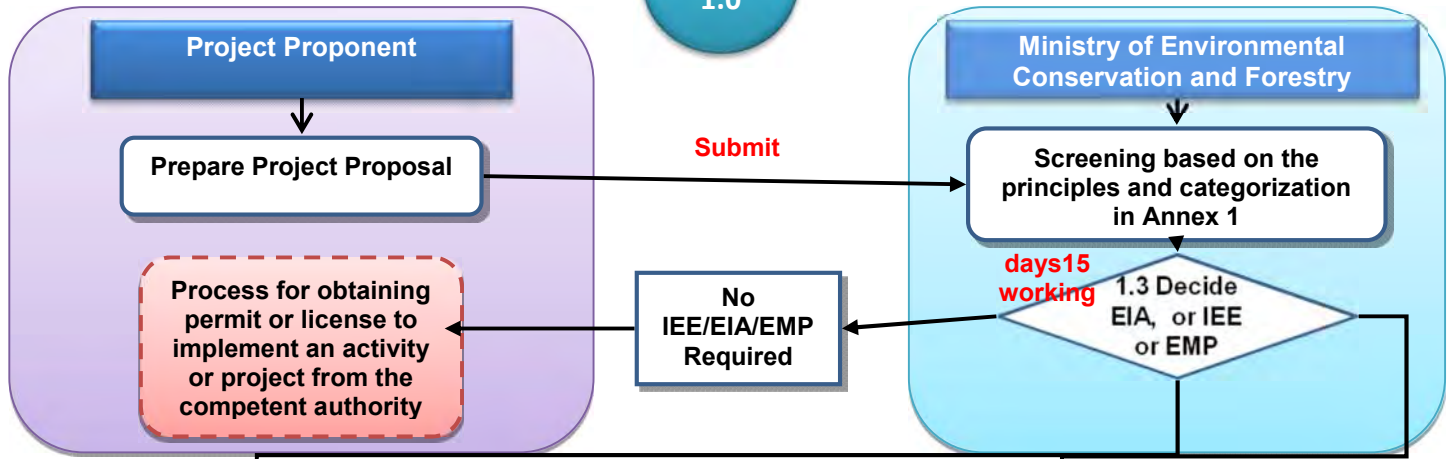 1.0
Project Proponent
Ministry of Environmental
Conservation and Forestry
Prepare Project Proposal
Submit
Screening based on the
principles and categorization
in Annex 1
days15
working
1.3 Decide
EIA, or IEE
or EMP
No
IEE/EIA/EMP
Required
Process for obtaining
permit or license to
implement an activity
or project from the
competent authority